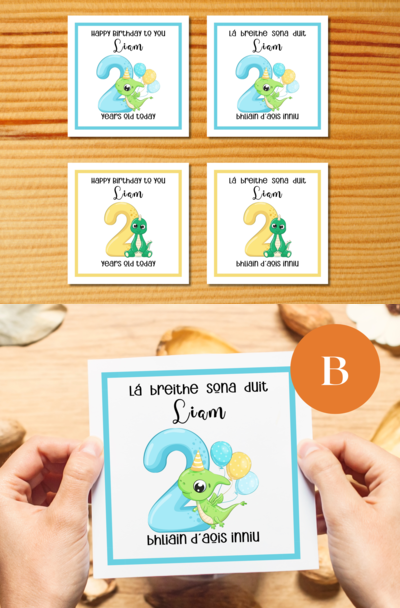 Happy Birthday to you
Liam
2
years old today
Lá breithe sona duit
Liam
2
bhliain d'aois inniu
Happy Birthday to you
Liam
2
years old today
Lá breithe sona duit
Liam
2
bhliain d'aois inniu
B
Lá breithe sona duit
Liam
2
bhliain d'aois inniu